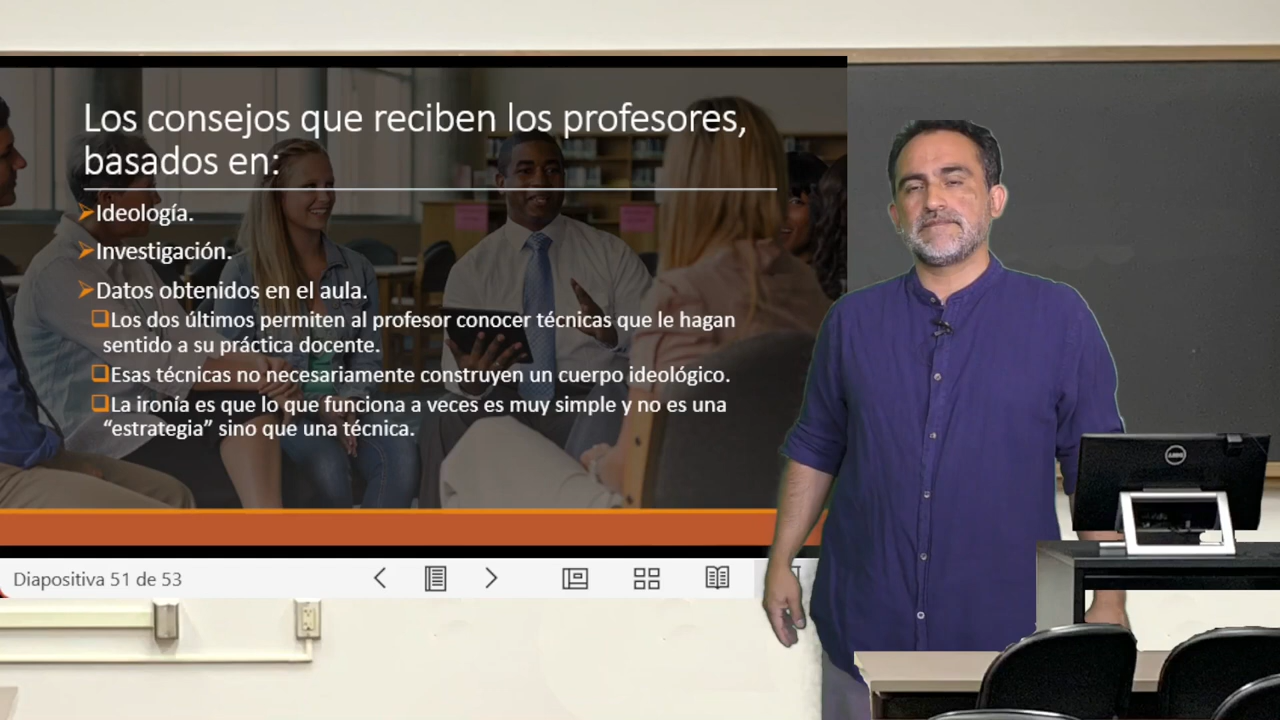 Los consejos que reciben los profesores,
basados en:
Ideología.
Investigación.
Datos obtenidos en el aula.
Los dos últimos permiten al profesor conocer técnicas que le hagan
sentido a su práctica docente.
Esas técnicas no necesariamente construyen un cuerpo ideológico.
La ironía es que lo que funciona a veces es muy simple y no es una
“estrategia” sino que una técnica.
Diapositiva 51 de 53
DELL